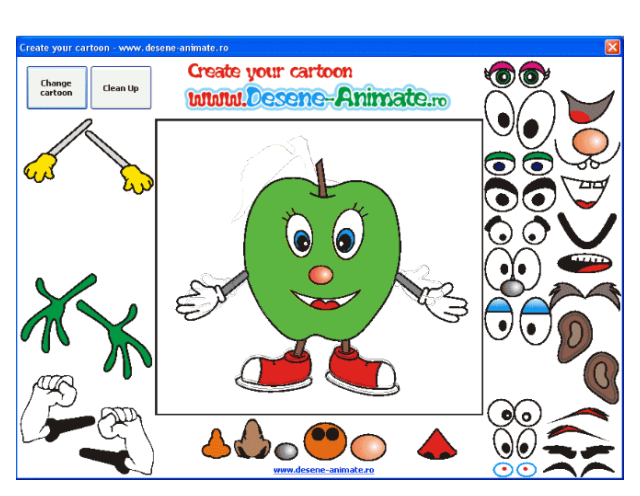 Create your cartoon - www.desene-animate.ro
Change
cartoon
Clean Up
Create your cartoon
www.Desene-Animate.ro
www.desene-animate.ro